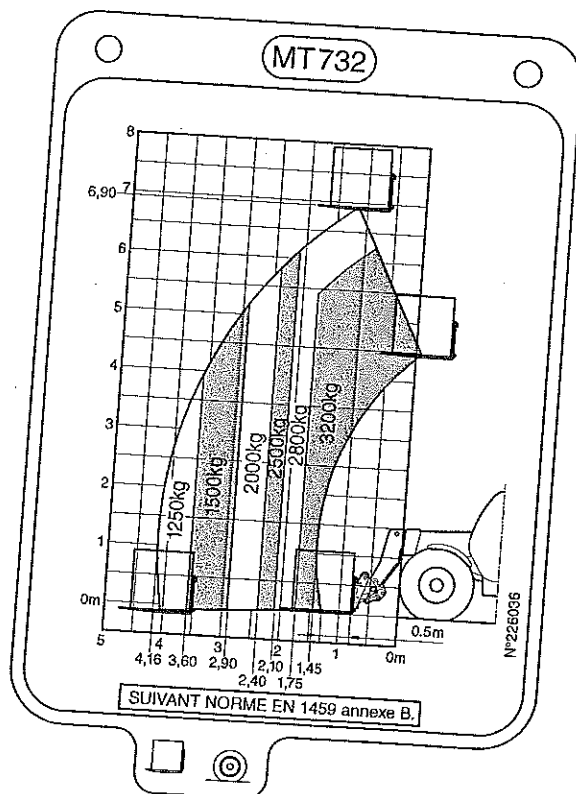 MT732
8
6,90 7
6
5
4
3
2
1
0m
1250kg
1500kg
2000kg
2500kg
2800kg
3200kg
5 4 3 2 1 0m
0.5m
4,16 3,60 2,90 2,10 1,45
2,40 1,75
N°225036
SUIVANT NORME EN 1459 annexe B.